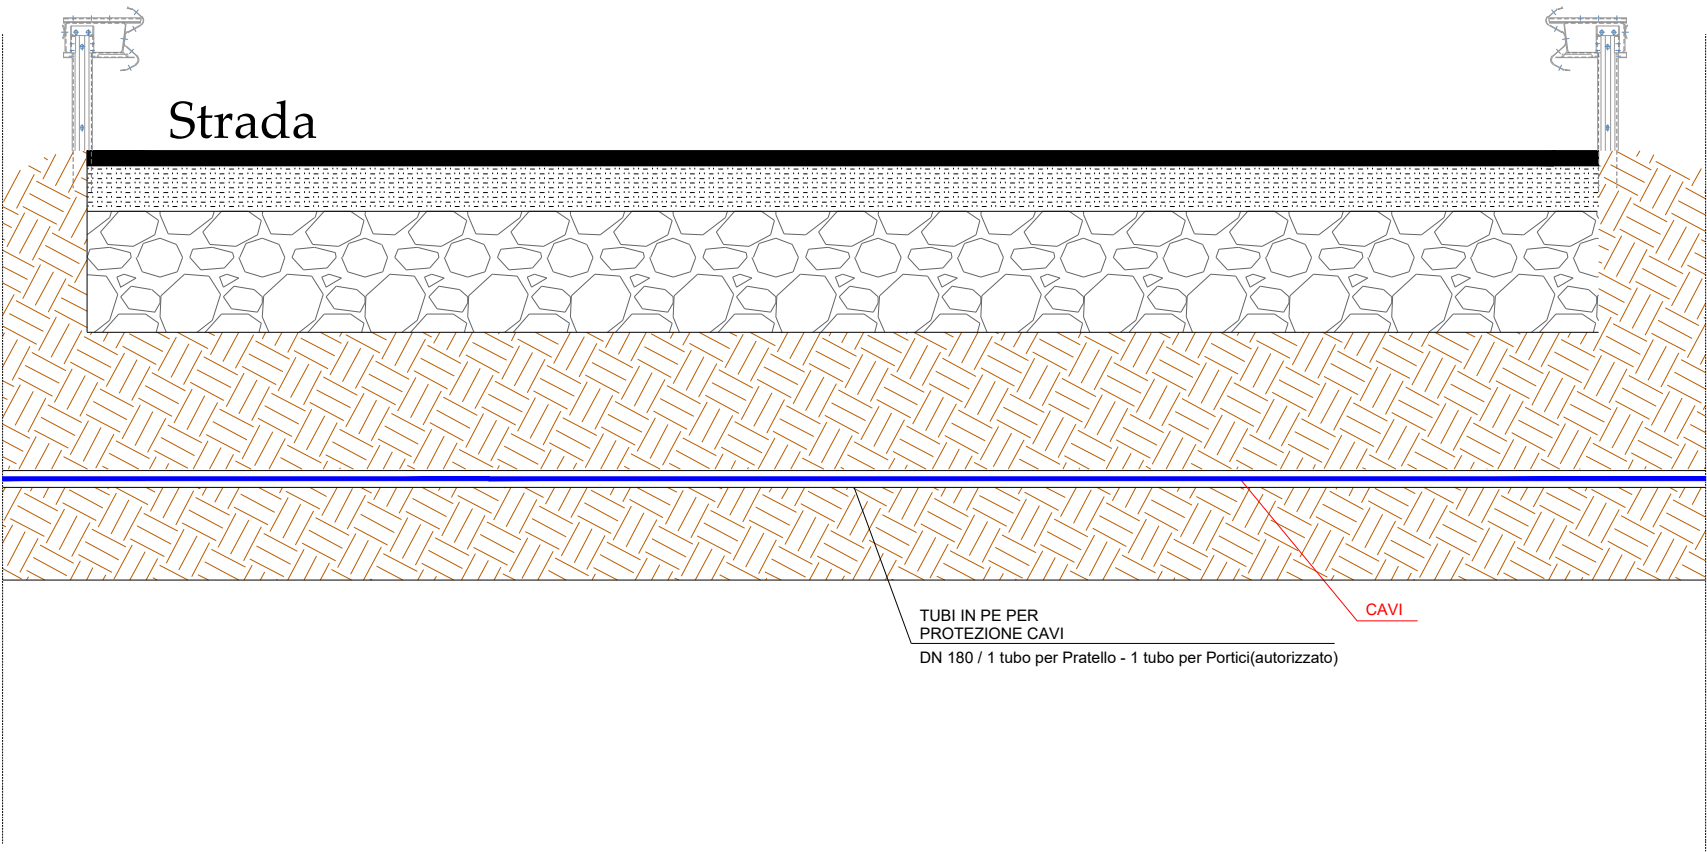 Strada
TUBI IN PE PER
PROTEZIONE CAVI
DN 180 / 1 tubo per Pratello - 1 tubo per Portici(autorizzato)
CAVI